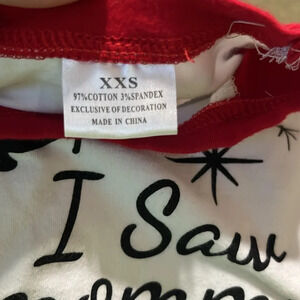 XXS
97%COTTON 3%SPANDEX
EXCLUSIVE OF DECORATION
MADE IN CHINA
I Saw